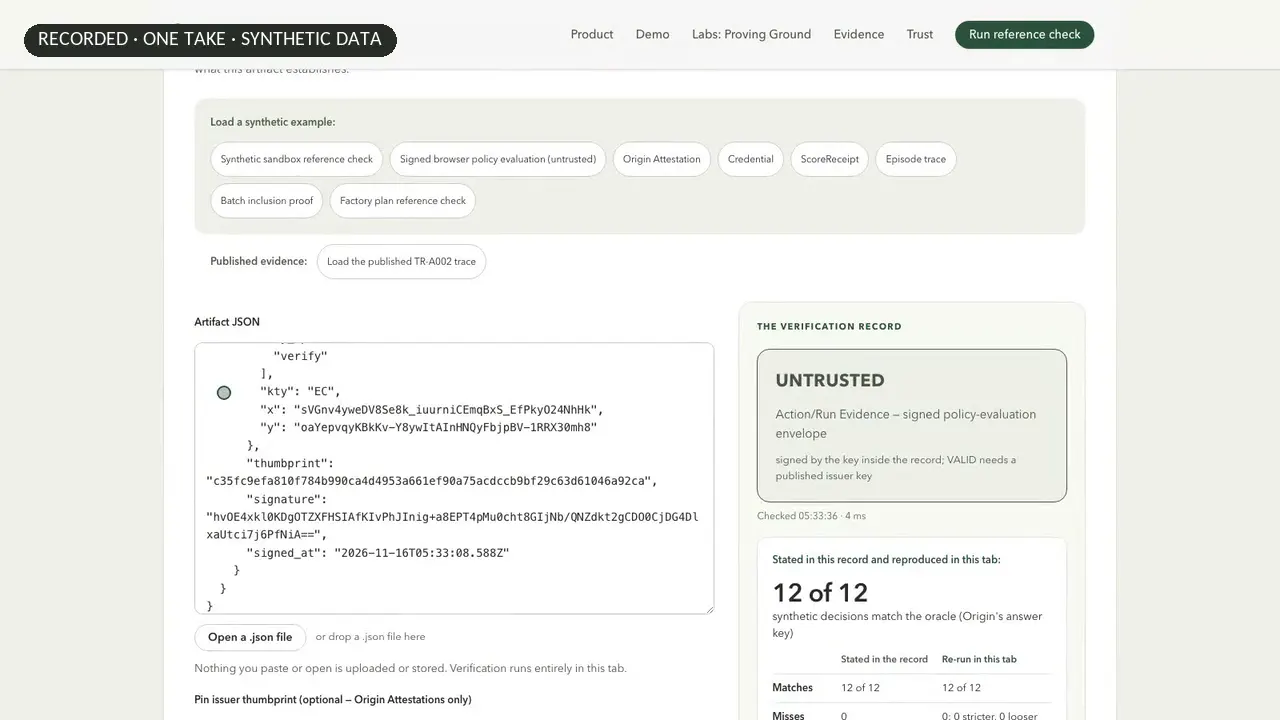 RECORDED · ONE TAKE · SYNTHETIC DATA
Product Demo Labs: Proving Ground Evidence Trust Run reference check
what this artifact establishes.
Load a synthetic example:
Synthetic sandbox reference check Signed browser policy evaluation (untrusted) Origin Attestation Credential ScoreReceipt Episode trace
Batch inclusion proof Factory plan reference check
Published evidence: Load the published TR-A002 trace
Artifact JSON
"verify"
],
"kty": "EC",
"x": "sVGnv4yweDV8Se8k_iuurniCEmqBxS_EfPkyO24NhHk",
"y": "oaYepvqyKBkKv-Y8ywItAInHNQyFbjpBV-1RRX30mh8"
},
"thumbprint":
"c35fc9efa810f784b990ca4d4953a661ef90a75acdccb9bf29c63d61046a92ca",
"signature":
"hvOE4xkl0KDgOTZXFHSIAfKIvPhJInig+a8EPT4pMu0cht8GIjNb/QNZdkt2gCDO0CjDG4Dl
xaUtci7j6PfNiA==",
"signed_at": "2026-11-16T05:33:08.588Z"
}
}
}
Open a .json file or drop a .json file here
Nothing you paste or open is uploaded or stored. Verification runs entirely in this tab.
Pin issuer thumbprint (optional — Origin Attestations only)
THE VERIFICATION RECORD
UNTRUSTED
Action/Run Evidence — signed policy-evaluation
envelope
signed by the key inside the record; VALID needs a
published issuer key
Checked 05:33:36 · 4 ms
Stated in this record and reproduced in this tab:
12 of 12
synthetic decisions match the oracle (Origin's answer
key)
Stated in the record Re-run in this tab
Matches 12 of 12 12 of 12
Misses 0 0; 0 stricter, 0 looser